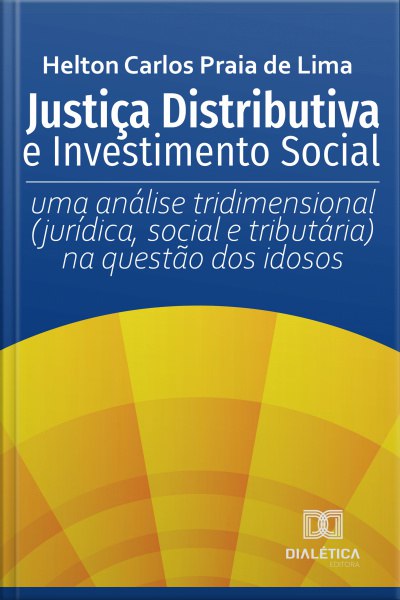 Helton Carlos Praia de Lima
Justiça Distributiva
e Investimento Social
uma análise tridimensional
(jurídica, social e tributária)
na questão dos idosos
DIALÉTICA
EDITORA